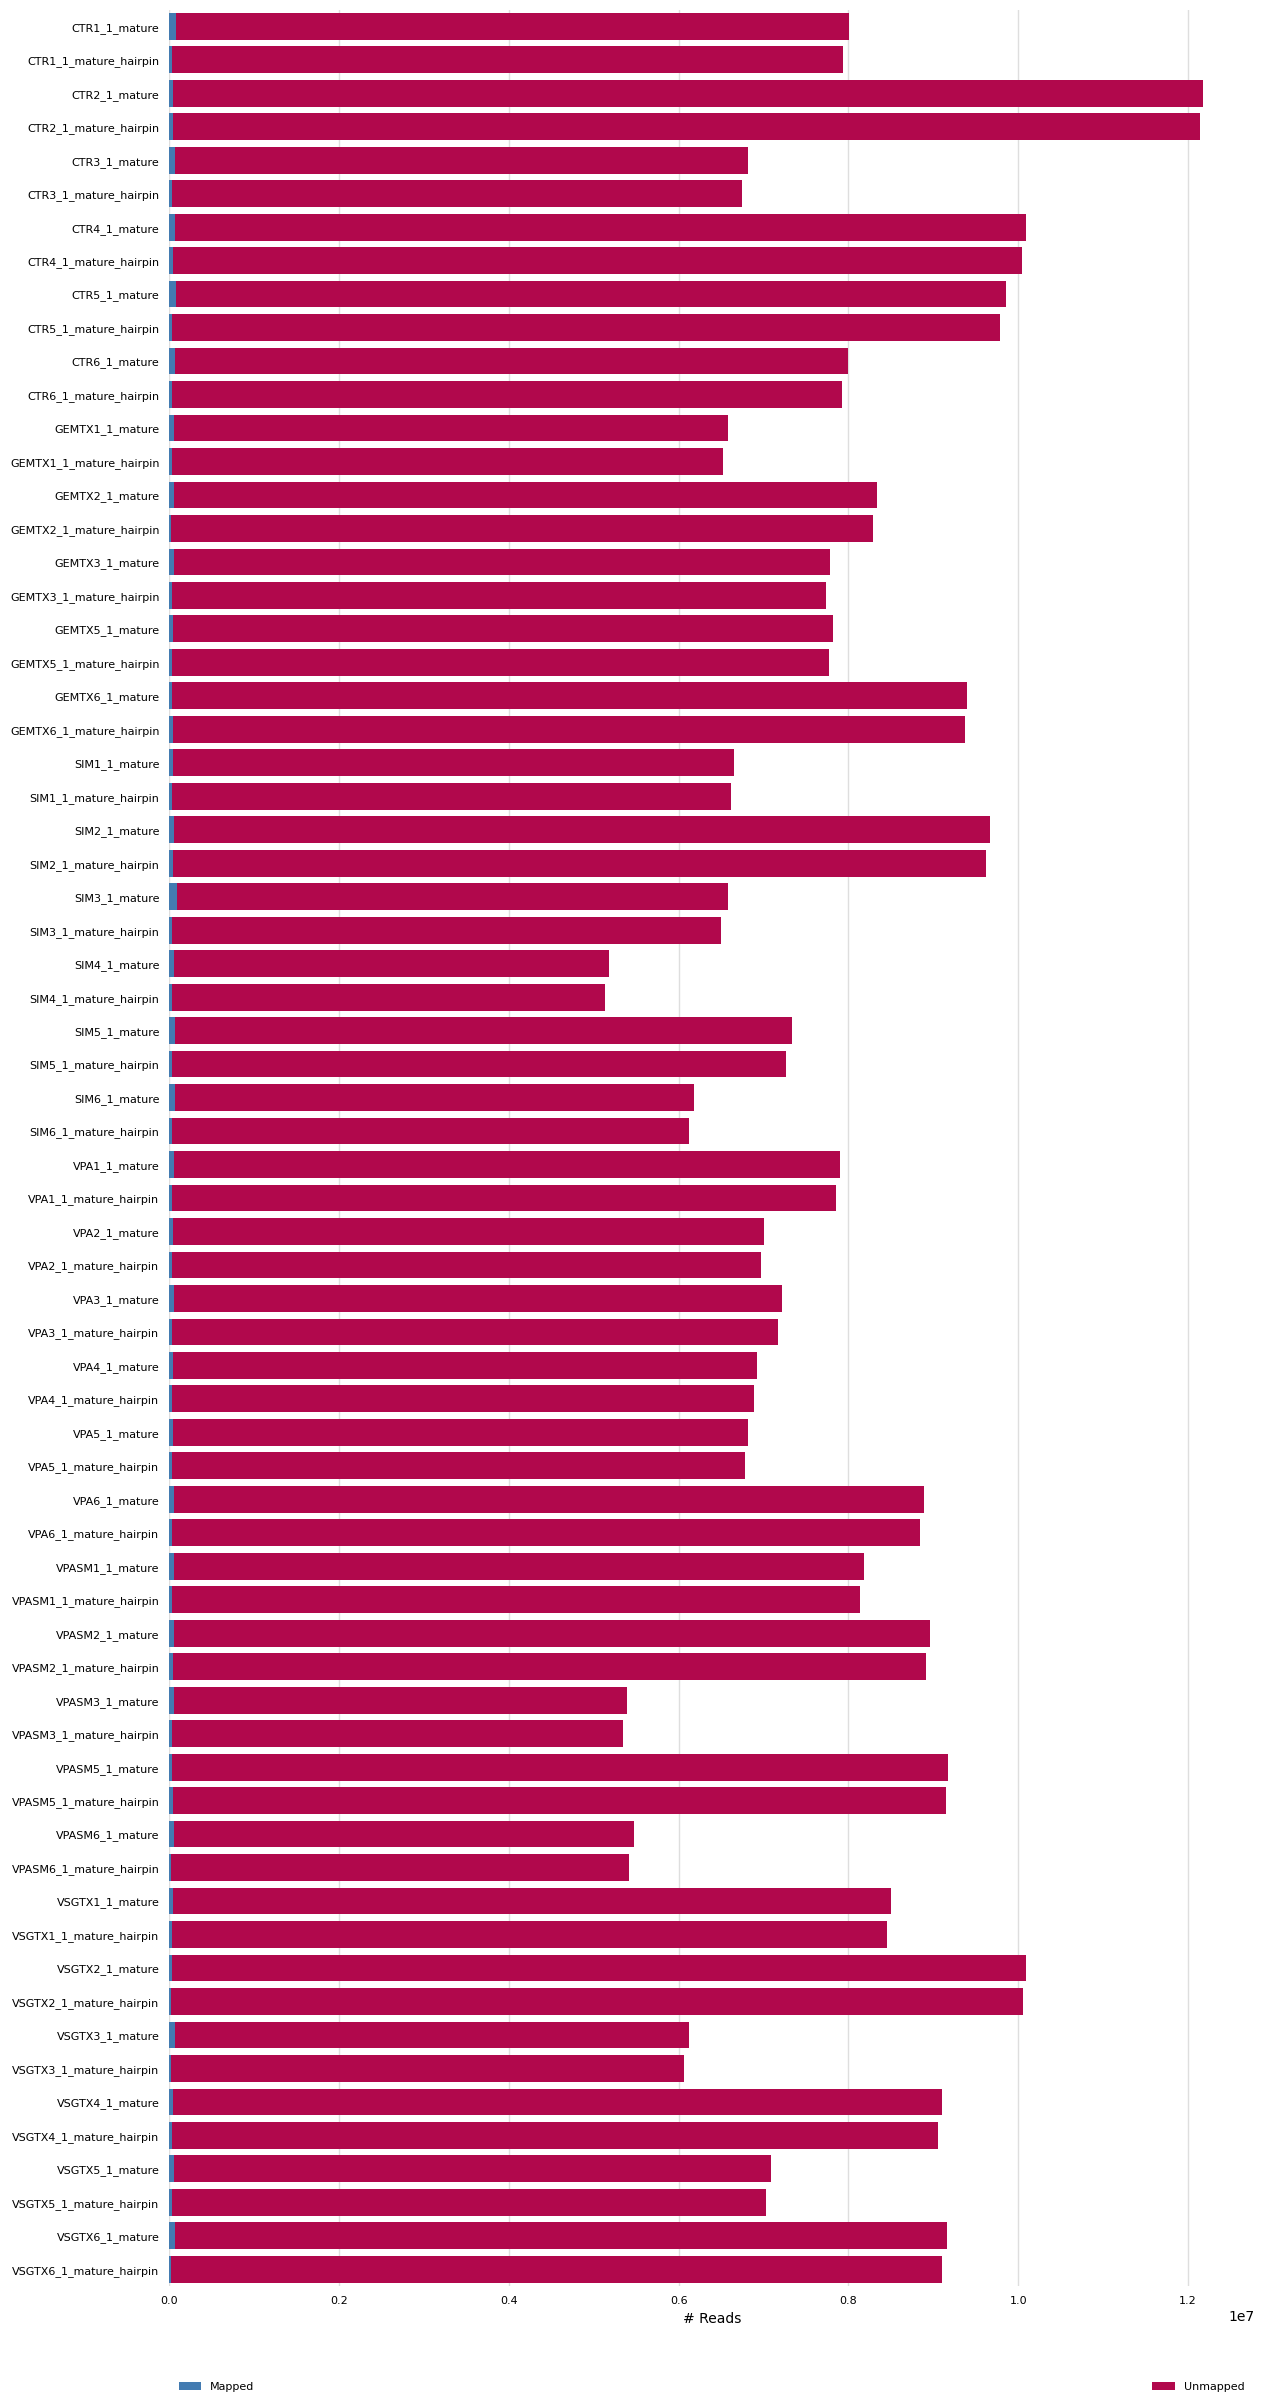 CTR1_1_mature
CTR1_1_mature_hairpin
CTR2_1_mature
CTR2_1_mature_hairpin
CTR3_1_mature
CTR3_1_mature_hairpin
CTR4_1_mature
CTR4_1_mature_hairpin
CTR5_1_mature
CTR5_1_mature_hairpin
CTR6_1_mature
CTR6_1_mature_hairpin
GEMTX1_1_mature
GEMTX1_1_mature_hairpin
GEMTX2_1_mature
GEMTX2_1_mature_hairpin
GEMTX3_1_mature
GEMTX3_1_mature_hairpin
GEMTX5_1_mature
GEMTX5_1_mature_hairpin
GEMTX6_1_mature
GEMTX6_1_mature_hairpin
SIM1_1_mature
SIM1_1_mature_hairpin
SIM2_1_mature
SIM2_1_mature_hairpin
SIM3_1_mature
SIM3_1_mature_hairpin
SIM4_1_mature
SIM4_1_mature_hairpin
SIM5_1_mature
SIM5_1_mature_hairpin
SIM6_1_mature
SIM6_1_mature_hairpin
VPA1_1_mature
VPA1_1_mature_hairpin
VPA2_1_mature
VPA2_1_mature_hairpin
VPA3_1_mature
VPA3_1_mature_hairpin
VPA4_1_mature
VPA4_1_mature_hairpin
VPA5_1_mature
VPA5_1_mature_hairpin
VPA6_1_mature
VPA6_1_mature_hairpin
VPASM1_1_mature
VPASM1_1_mature_hairpin
VPASM2_1_mature
VPASM2_1_mature_hairpin
VPASM3_1_mature
VPASM3_1_mature_hairpin
VPASM5_1_mature
VPASM5_1_mature_hairpin
VPASM6_1_mature
VPASM6_1_mature_hairpin
VSGTX1_1_mature
VSGTX1_1_mature_hairpin
VSGTX2_1_mature
VSGTX2_1_mature_hairpin
VSGTX3_1_mature
VSGTX3_1_mature_hairpin
VSGTX4_1_mature
VSGTX4_1_mature_hairpin
VSGTX5_1_mature
VSGTX5_1_mature_hairpin
VSGTX6_1_mature
VSGTX6_1_mature_hairpin
0.0 0.2 0.4 0.6 0.8 1.0 1.2
# Reads 1e7
Mapped Unmapped